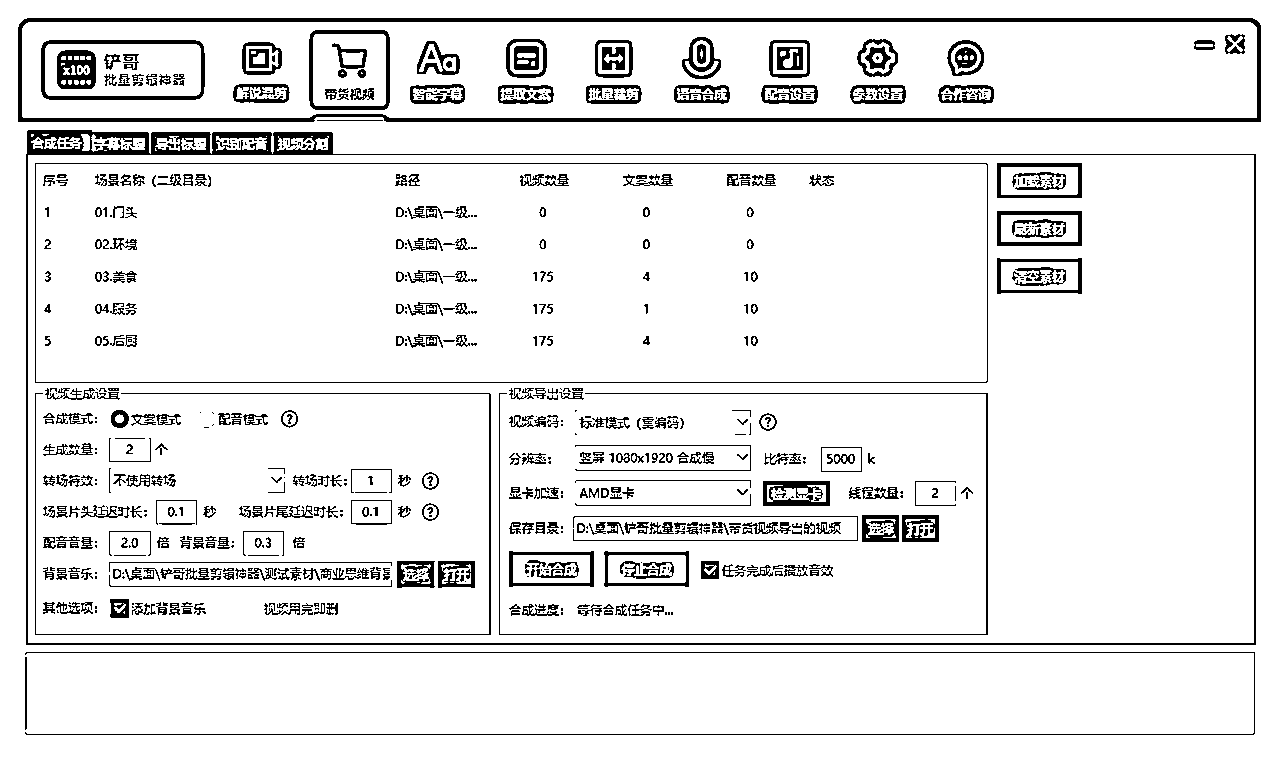 x100 铲哥
批量剪辑神器
解说混剪 带货视频 智能字幕 提取文案 批量裁剪 语音合成 配音设置 参数设置 合作咨询
合成任务 字幕标题 导出标题 识别配音 视频分割
序号 场景名称（二级目录） 路径 视频数量 文案数量 配音数量 状态
1 01.门头 D:\桌面\一级... 0 0 0
2 02.环境 D:\桌面\一级... 0 0 0
3 03.美食 D:\桌面\一级... 175 4 10
4 04.服务 D:\桌面\一级... 175 1 10
5 05.后厨 D:\桌面\一级... 175 4 10
加载素材
刷新素材
清空素材
视频生成设置
合成模式： 文案模式 配音模式 ?
生成数量： 2 个
转场特效： 不使用转场 转场时长： 1 秒 ?
场景片头延迟时长： 0.1 秒 场景片尾延迟时长： 0.1 秒 ?
配音音量： 2.0 倍 背景音量： 0.3 倍
背景音乐： D:\桌面\铲哥批量剪辑神器\测试素材\商业思维背景 选择 打开
其他选项： 添加背景音乐 视频用完即删
视频导出设置
视频编码： 标准模式（重编码） ?
分辨率： 竖屏 1080x1920 合成慢 比特率： 5000 k
显卡加速： AMD显卡 检测显卡 线程数量： 2 个
保存目录： D:\桌面\铲哥批量剪辑神器\带货视频导出的视频 选择 打开
开始合成 停止合成 任务完成后播放音效
合成进度： 等待合成任务中...